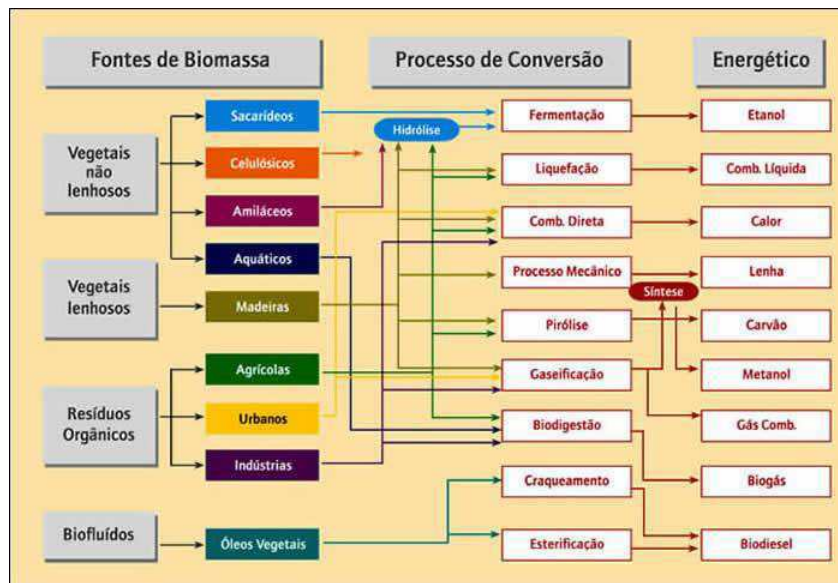 Fontes de Biomassa
Processo de Conversão
Energético
Vegetais
não
lenhosos
Sacarídeos
Celulósicos
Amiláceos
Aquáticos
Vegetais
lenhosos
Madeiras
Resíduos
Orgânicos
Agrícolas
Urbanos
Indústrias
Biofluídos
Óleos Vegetais
Hidrólise
Fermentação
Liquefação
Comb. Direta
Processo Mecânico
Pirólise
Gaseificação
Biodigestão
Craqueamento
Esterificação
Síntese
Etanol
Comb. Líquida
Calor
Lenha
Carvão
Metanol
Gás Comb.
Biogás
Biodiesel